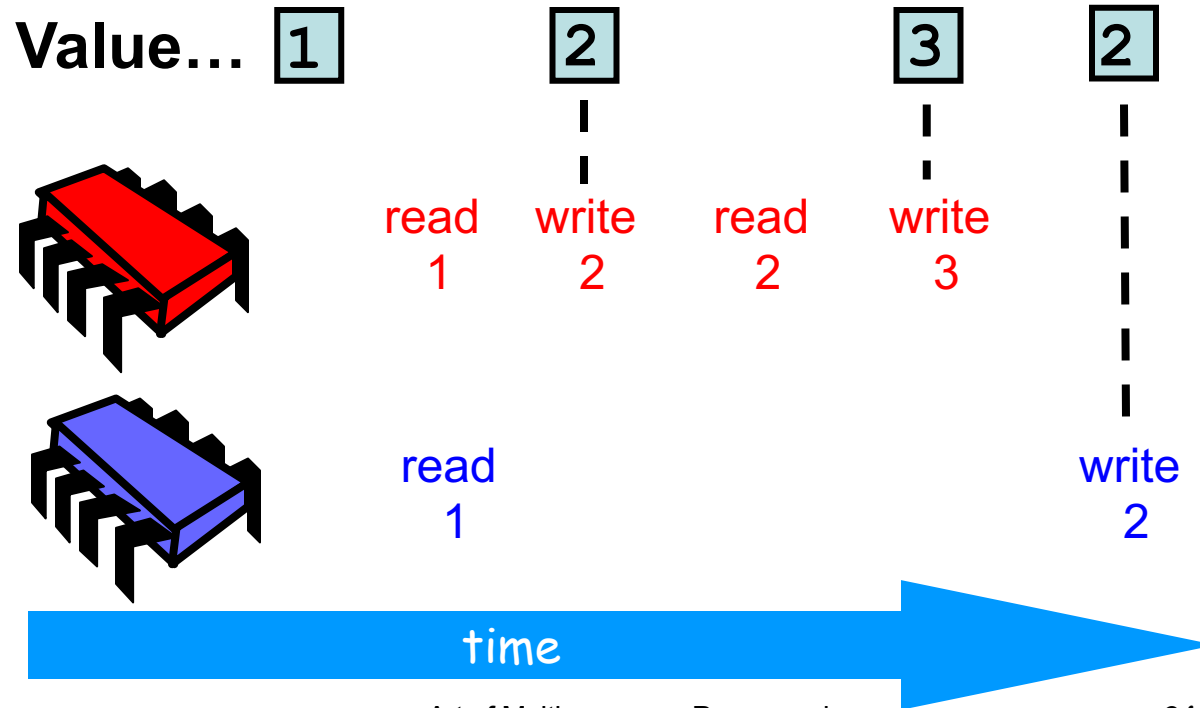 Value… 1 2 3 2
read write read write
1 2 2 3
read write
1 2
time